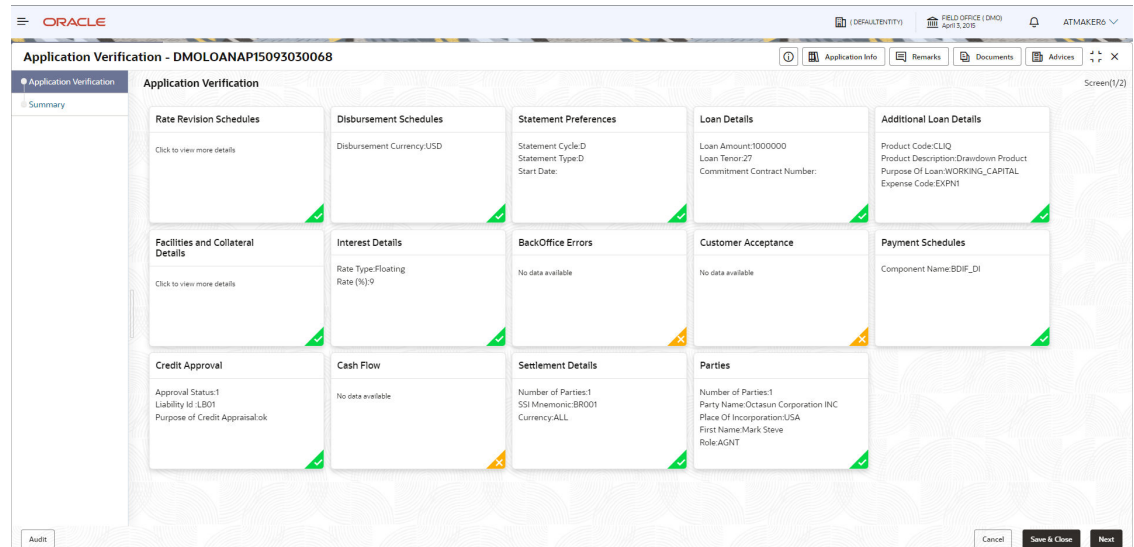 ORACLE
( DEFAULTENTITY)
FIELD OFFICE ( DMO)
April 3, 2015
ATMAKER6
Application Verification - DMOLOANAP15093030068
Application Info
Remarks
Documents
Advices
Application Verification
Summary
Application Verification
Screen(1/2)
Rate Revision Schedules
Click to view more details
Disbursement Schedules
Disbursement Currency:USD
Statement Preferences
Statement Cycle:D
Statement Type:D
Start Date:
Loan Details
Loan Amount:1000000
Loan Tenor:27
Commitment Contract Number:
Additional Loan Details
Product Code:CLIQ
Product Description:Drawdown Product
Purpose Of Loan:WORKING_CAPITAL
Expense Code:EXPN1
Facilities and Collateral
Details
Click to view more details
Interest Details
Rate Type:Floating
Rate (%):9
BackOffice Errors
No data available
Customer Acceptance
No data available
Payment Schedules
Component Name:BDIF_DI
Credit Approval
Approval Status:1
Liability Id :LB01
Purpose of Credit Appraisal:ok
Cash Flow
No data available
Settlement Details
Number of Parties:1
SSI Mnemonic:BR001
Currency:ALL
Parties
Number of Parties:1
Party Name:Octasun Corporation INC
Place Of Incorporation:USA
First Name:Mark Steve
Role:AGNT
Audit
Cancel
Save & Close
Next